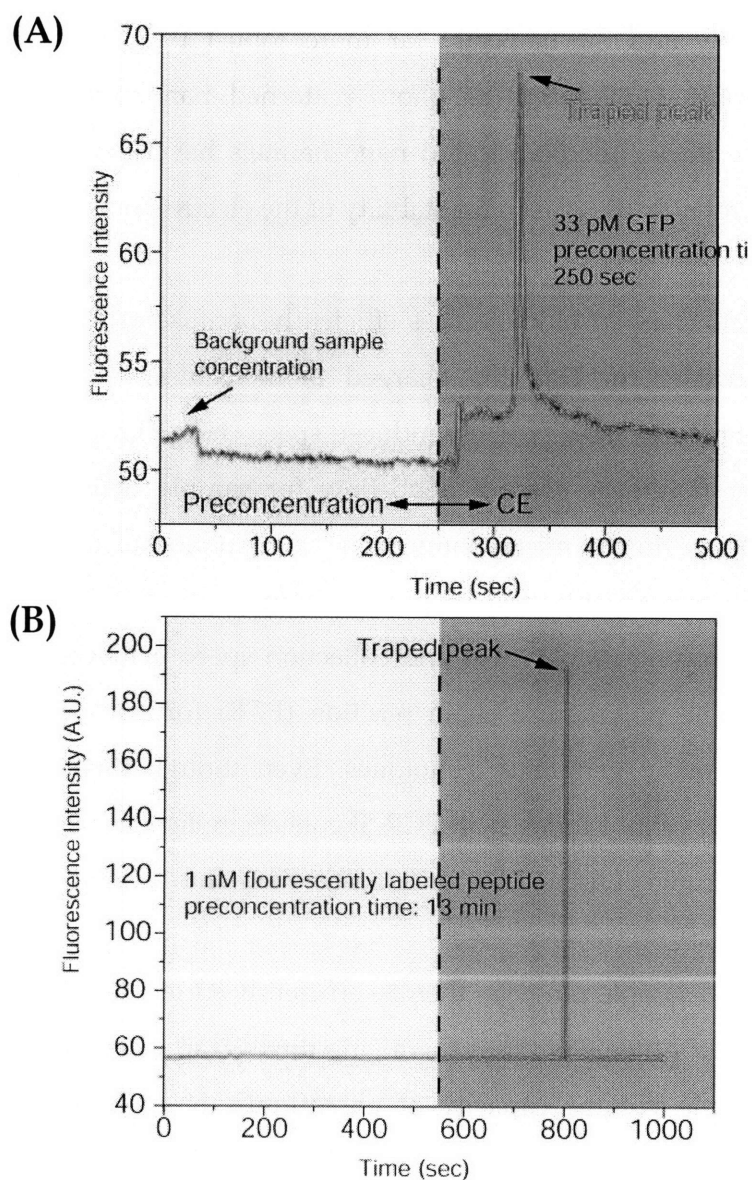 (A)
70
65
60
55
50
Fluorescence Intensity
Traped peak
33 pM GFP
preconcentration ti
250 sec
Background sample
concentration
Preconcentration
CE
0
100
200
300
400
500
Time (sec)
(B)
200
180
160
140
120
100
80
60
40
Fluorescence Intensity (A.U.)
Traped peak
1 nM flourescently labeled peptide
preconcentration time: 13 min
0
200
400
600
800
1000
Time (sec)